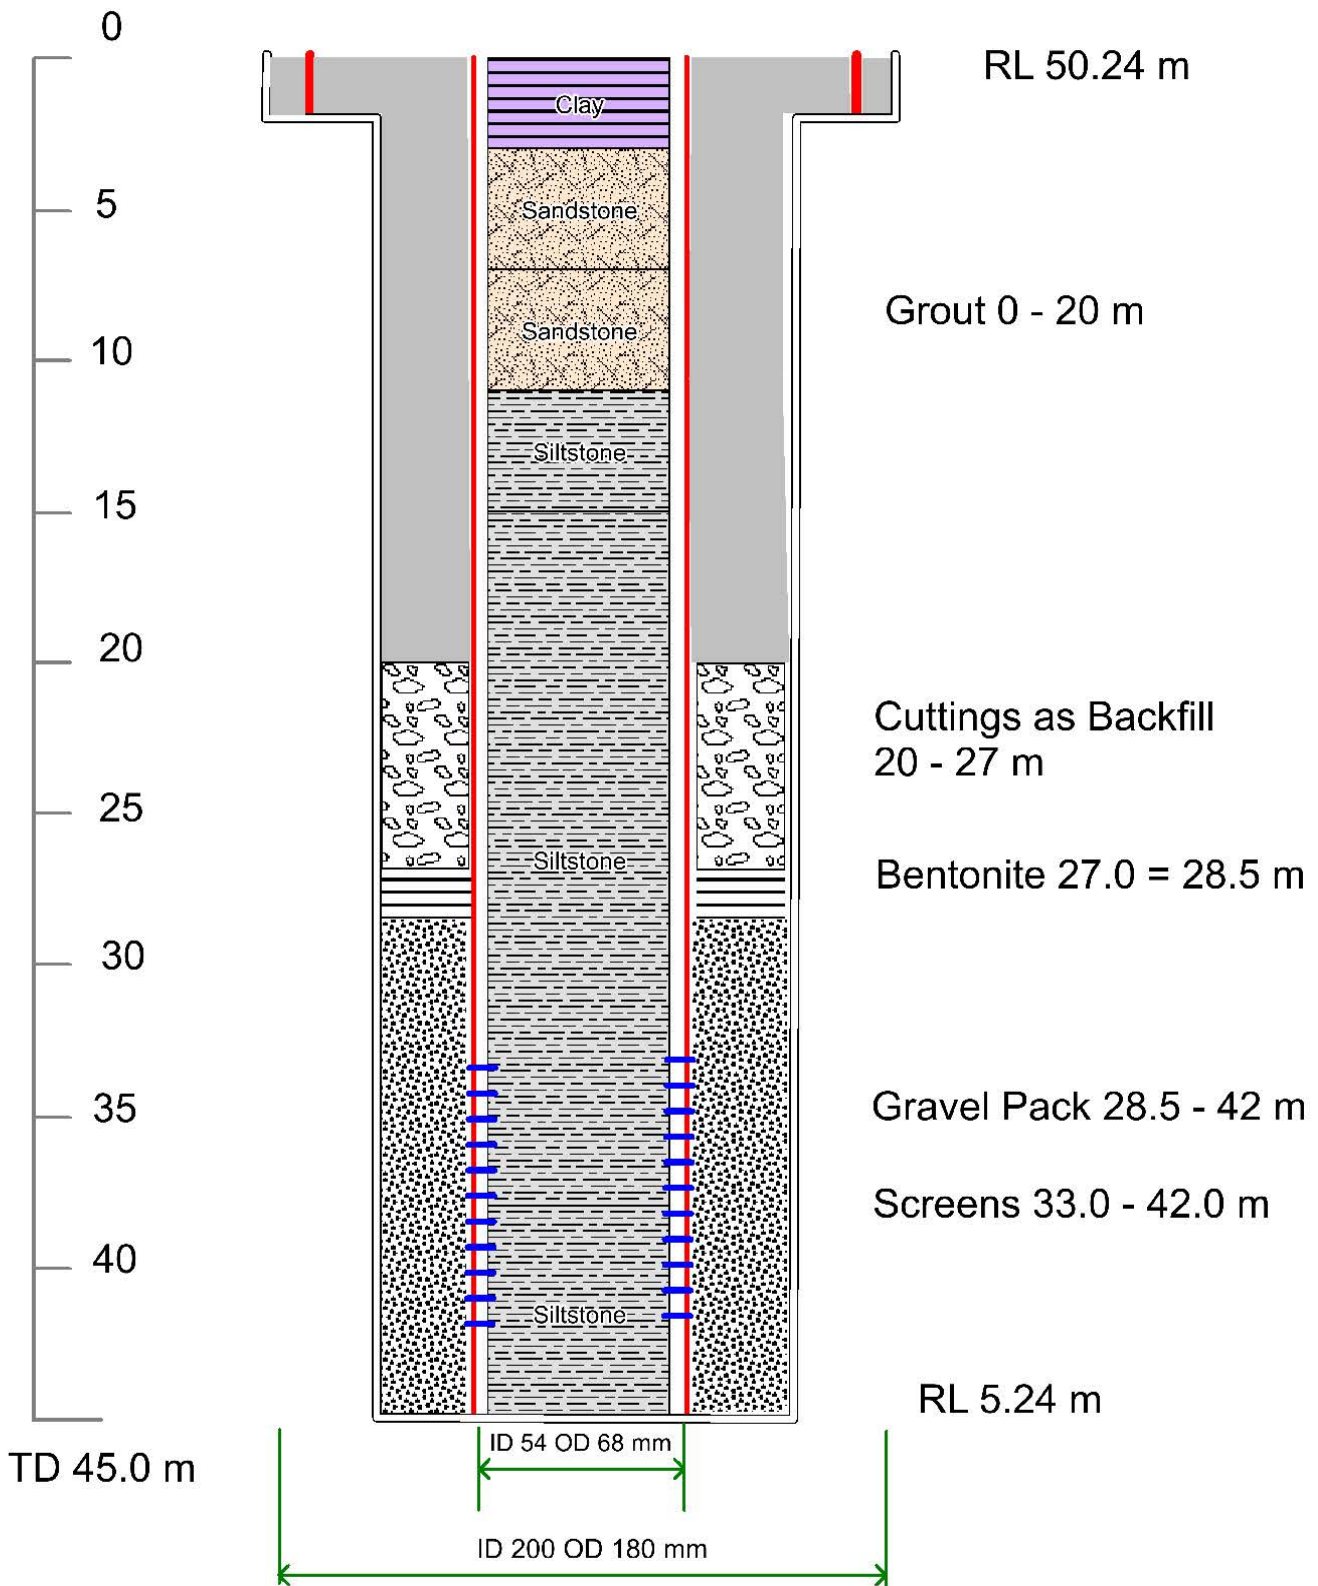 0
RL 50.24 m
Clay
5
Sandstone
Grout 0 - 20 m
Sandstone
10
Siltstone
15
20
Cuttings as Backfill
20 - 27 m
25
Siltstone
Bentonite 27.0 = 28.5 m
30
35
Gravel Pack 28.5 - 42 m
Screens 33.0 - 42.0 m
40
Siltstone
RL 5.24 m
ID 54 OD 68 mm
TD 45.0 m
ID 200 OD 180 mm